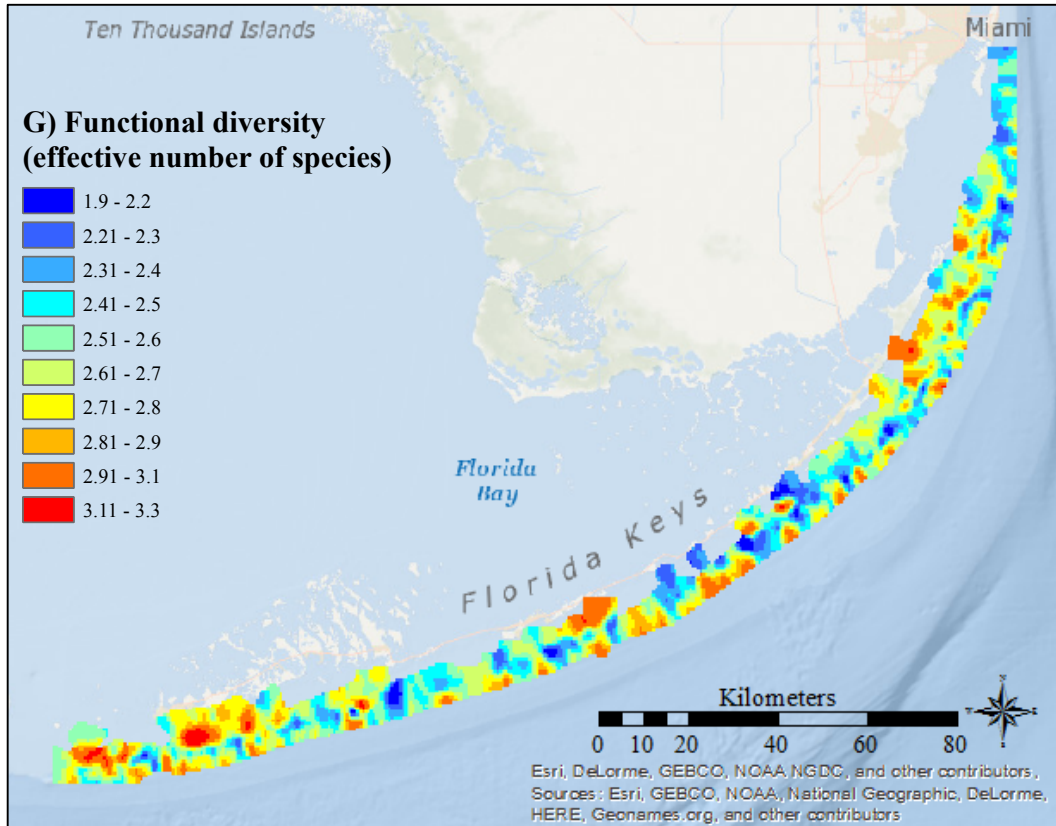 Ten Thousand Islands
Miami
G) Functional diversity
(effective number of species)
1.9 - 2.2
2.21 - 2.3
2.31 - 2.4
2.41 - 2.5
2.51 - 2.6
2.61 - 2.7
2.71 - 2.8
2.81 - 2.9
2.91 - 3.1
3.11 - 3.3
Florida
Bay
Florida Keys
Kilometers
0 10 20 40 60 80
Esri, DeLorme, GEBCO, NOAA NGDC, and other contributors,
Sources: Esri, GEBCO, NOAA, National Geographic, DeLorme,
HERE, Geonames.org, and other contributors